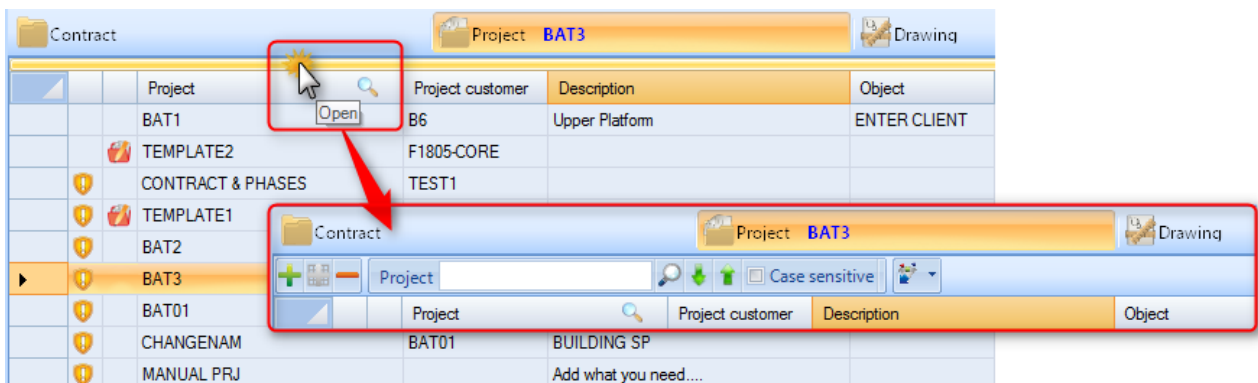 Contract Project BAT3 Drawing
Project Project customer Description Object
Open
BAT1 B6 Upper Platform ENTER CLIENT
TEMPLATE2 F1805-CORE
CONTRACT & PHASES TEST1
TEMPLATE1
BAT2
BAT3
BAT01
CHANGENAM BAT01 BUILDING SP
MANUAL PRJ Add what you need....
Contract Project BAT3 Drawing
Project Case sensitive
Project Project customer Description Object